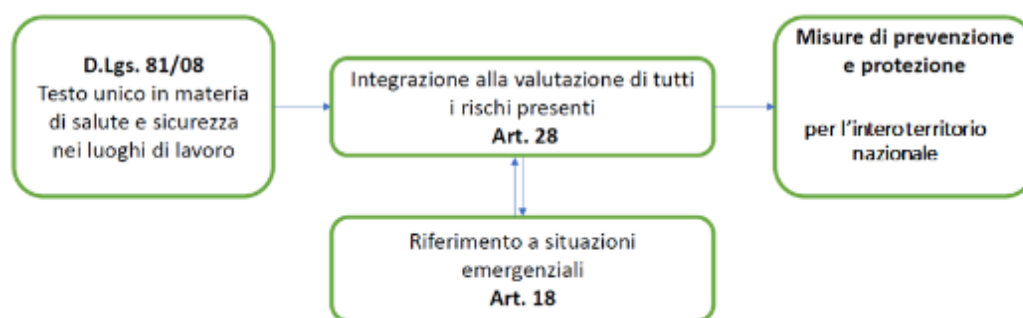 D.Lgs. 81/08
Testo unico in materia
di salute e sicurezza
nei luoghi di lavoro
Integrazione alla valutazione di tutti
i rischi presenti
Art. 28
Misure di prevenzione
e protezione
per l'intero territorio
nazionale
Riferimento a situazioni
emergenziali
Art. 18